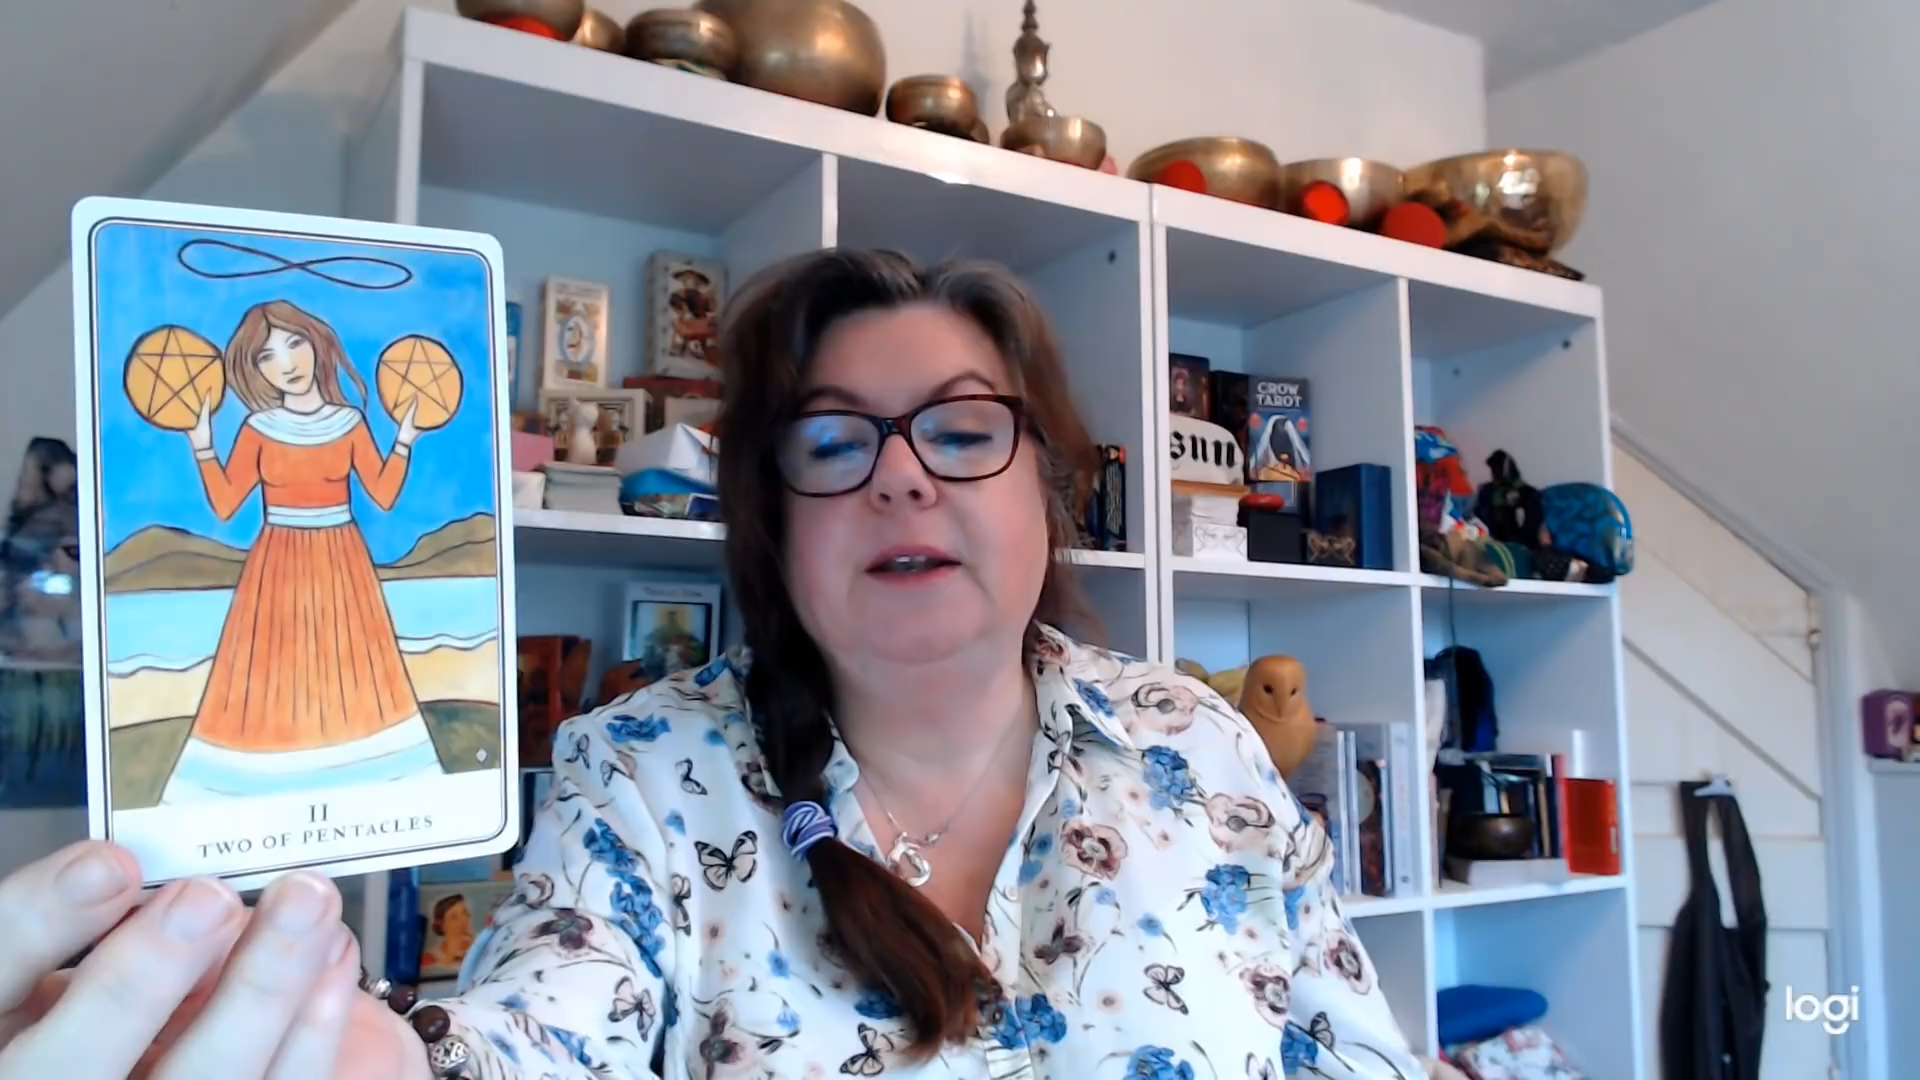 II
TWO OF PENTACLES
CROW
TAROT
sun
logi